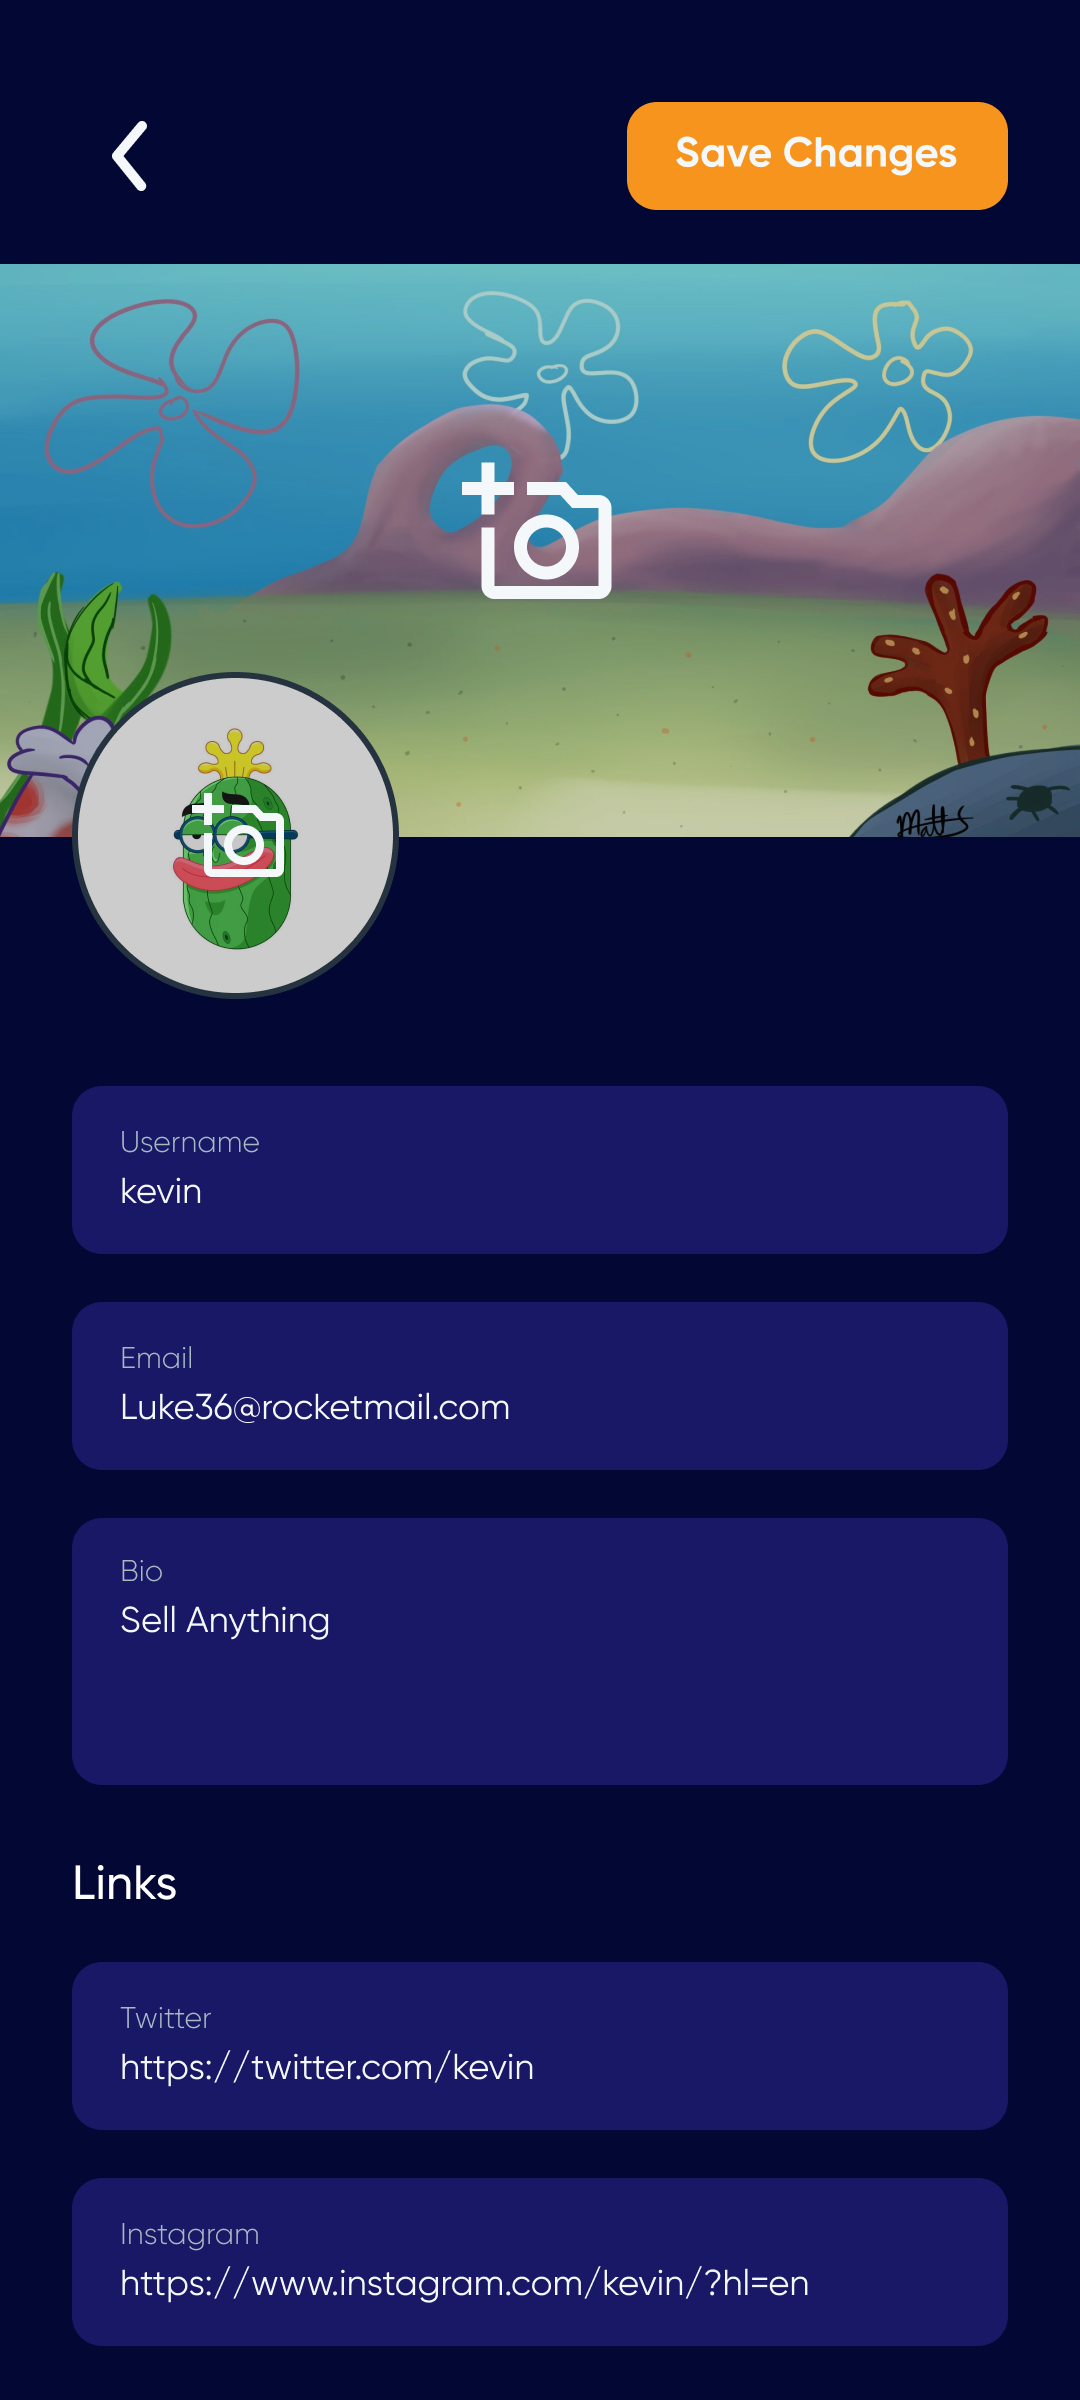 Save Changes
Matt S
Username
kevin
Email
Luke36@rocketmail.com
Bio
Sell Anything
Links
Twitter
https://twitter.com/kevin
Instagram
https://www.instagram.com/kevin/?hl=en